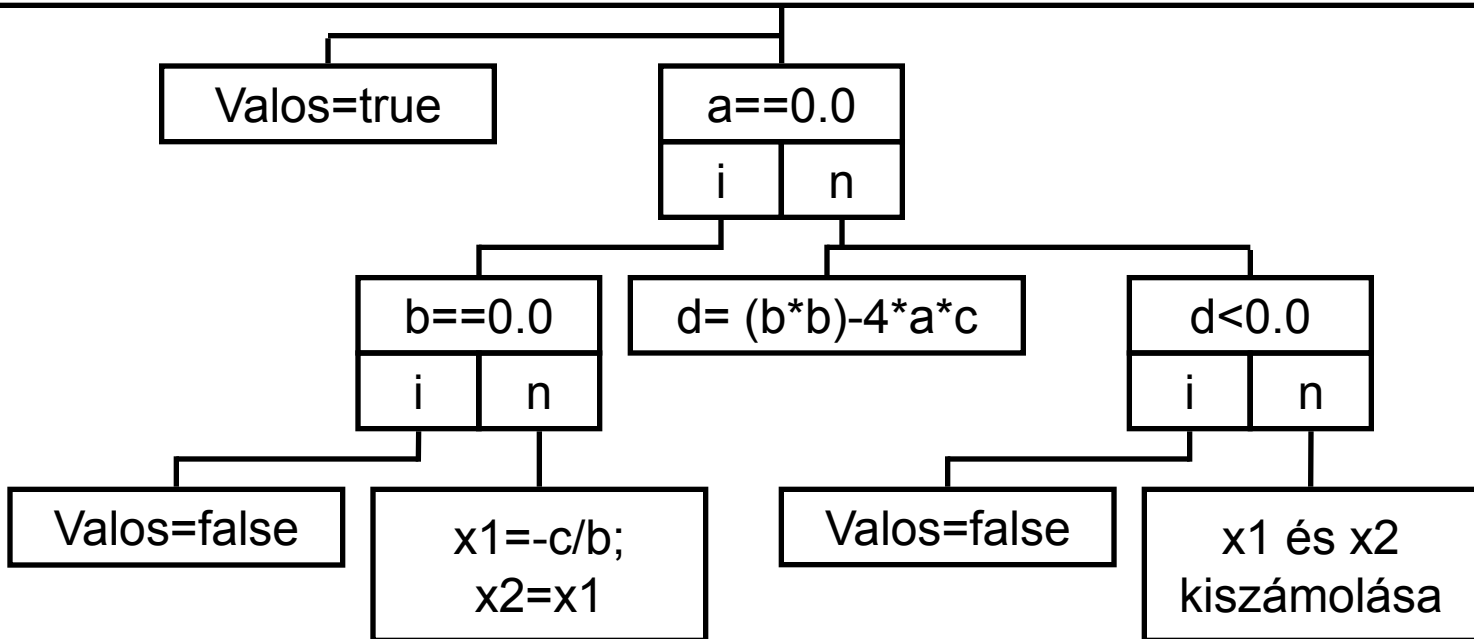 Valos=true
a==0.0
i
n
b==0.0
i
n
d= (b*b)-4*a*c
d<0.0
i
n
Valos=false
x1=-c/b;
x2=x1
Valos=false
x1 és x2
kiszámolása